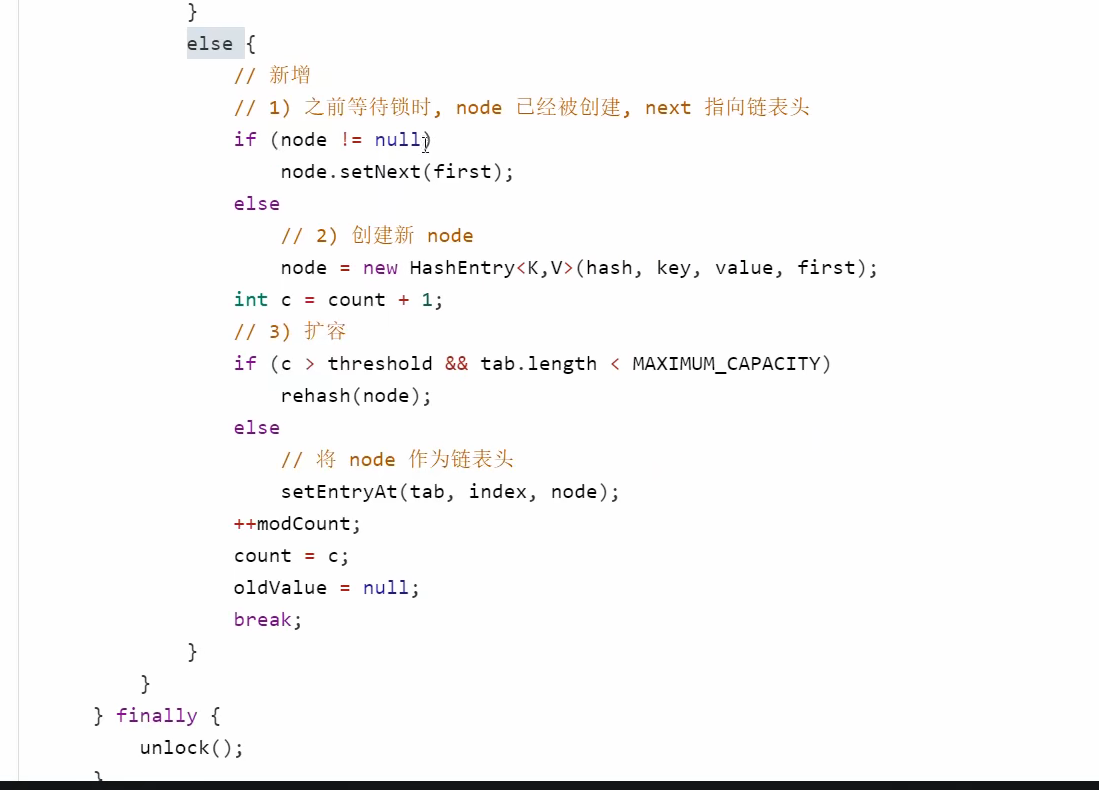 }
else {
// 新增
// 1) 之前等待锁时, node 已经被创建, next 指向链表头
if (node != null)
node.setNext(first);
else
// 2) 创建新 node
node = new HashEntry<K,V>(hash, key, value, first);
int c = count + 1;
// 3) 扩容
if (c > threshold && tab.length < MAXIMUM_CAPACITY)
rehash(node);
else
// 将 node 作为链表头
setEntryAt(tab, index, node);
++modCount;
count = c;
oldValue = null;
break;
}
}
} finally {
unlock();
}